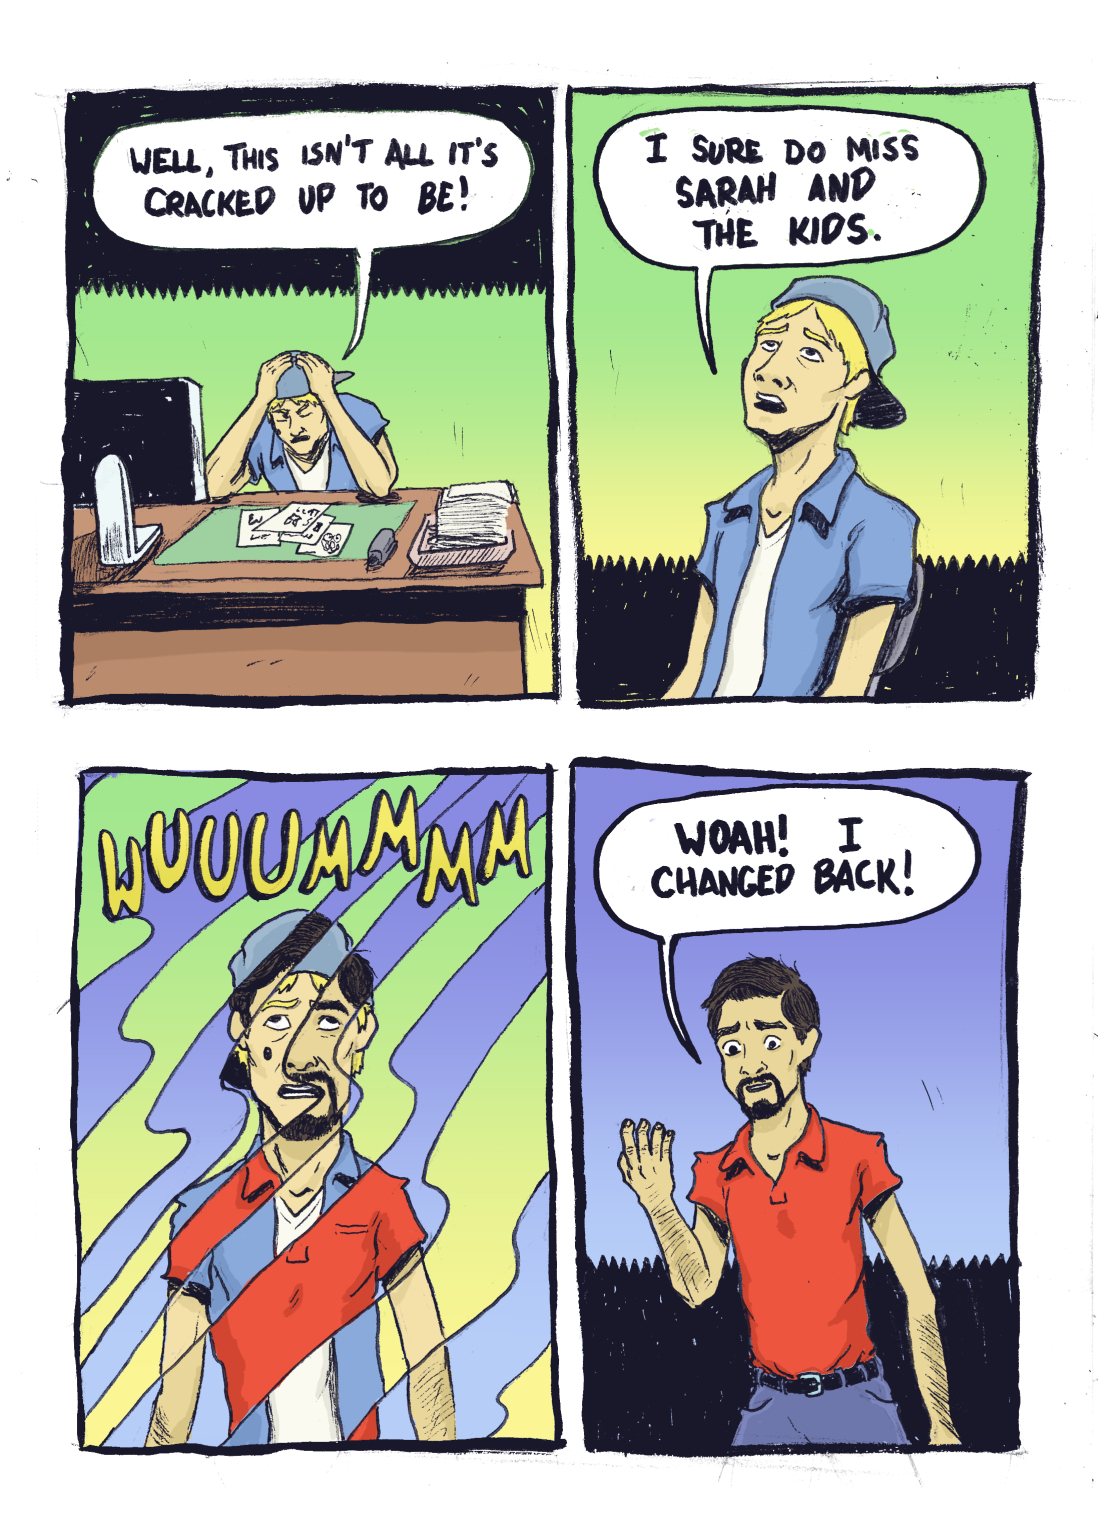 WELL, THIS ISN'T ALL IT'S
CRACKED UP TO BE!
I SURE DO MISS
SARAH AND
THE KIDS.
WUUUMMMM
WOAH! I
CHANGED BACK!